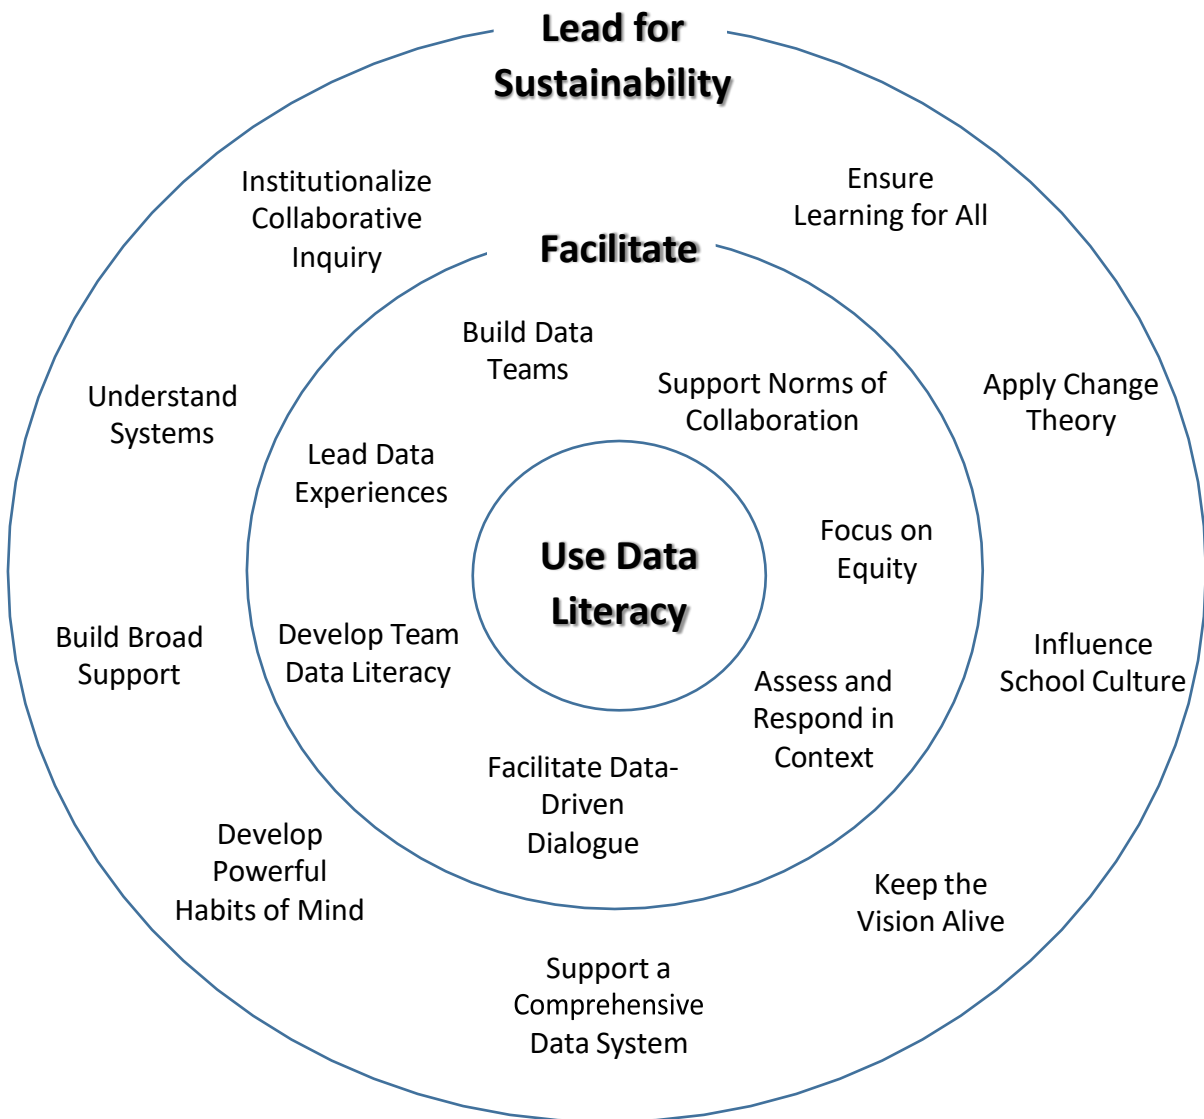 Lead for
Sustainability
Institutionalize
Collaborative
Inquiry
Ensure
Learning for All
Facilitate
Build Data
Teams
Support Norms of
Collaboration
Understand
Systems
Apply Change
Theory
Lead Data
Experiences
Use Data
Literacy
Focus on
Equity
Build Broad
Support
Develop Team
Data Literacy
Influence
School Culture
Assess and
Respond in
Context
Facilitate Data-
Driven
Dialogue
Develop
Powerful
Habits of Mind
Keep the
Vision Alive
Support a
Comprehensive
Data System